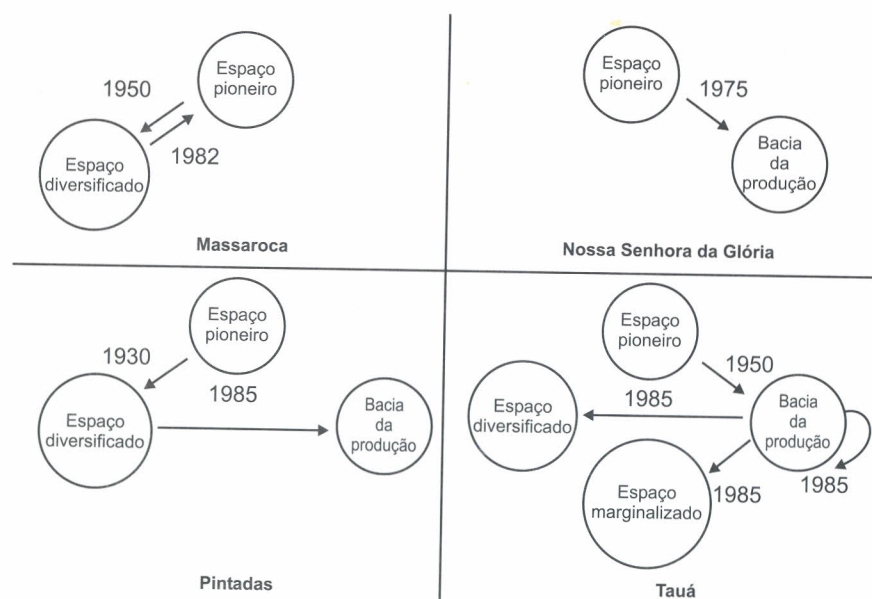 Espaço
pioneiro
1950
1982
Espaço
diversificado
Massaroca
Espaço
pioneiro
1975
Bacia
da
produção
Nossa Senhora da Glória
Espaço
pioneiro
1930
1985
Espaço
diversificado
Bacia
da
produção
Pintadas
Espaço
pioneiro
1950
1985
Espaço
diversificado
Bacia
da
produção
1985
1985
Espaço
marginalizado
Tauá